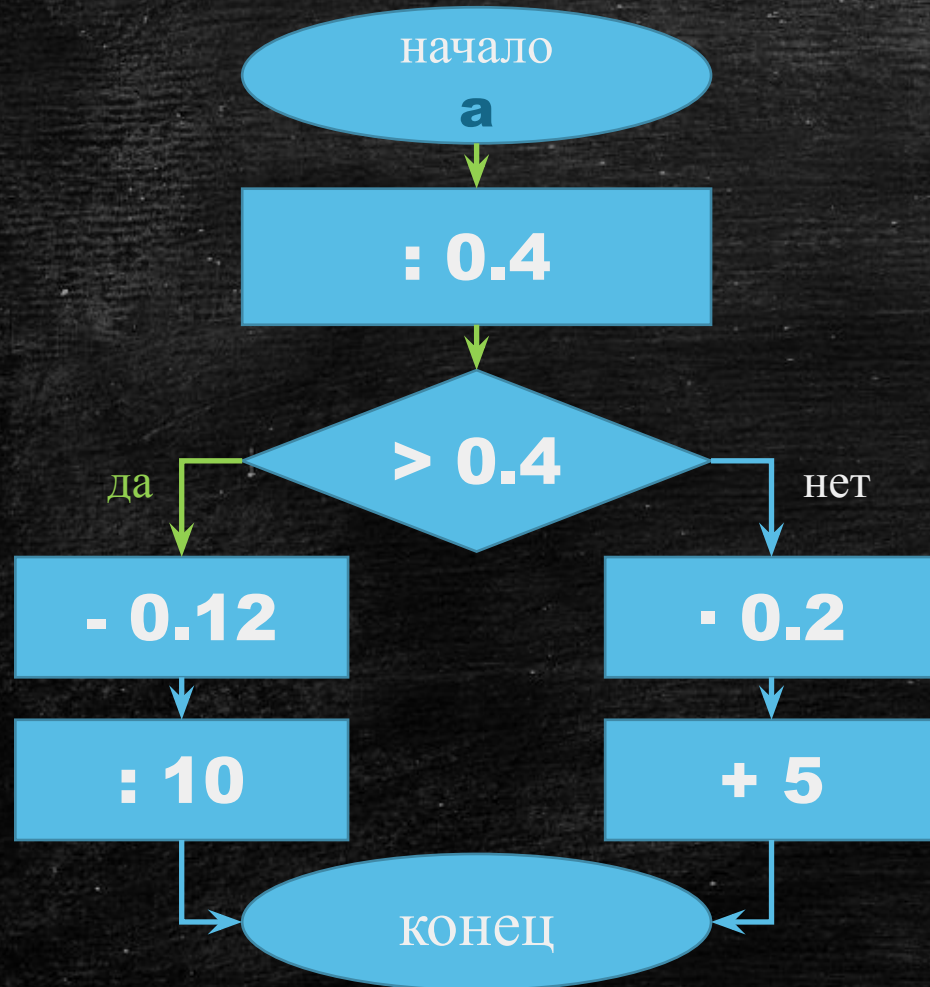 начало
a
: 0.4
> 0.4
да
нет
- 0.12
· 0.2
: 10
+ 5
конец